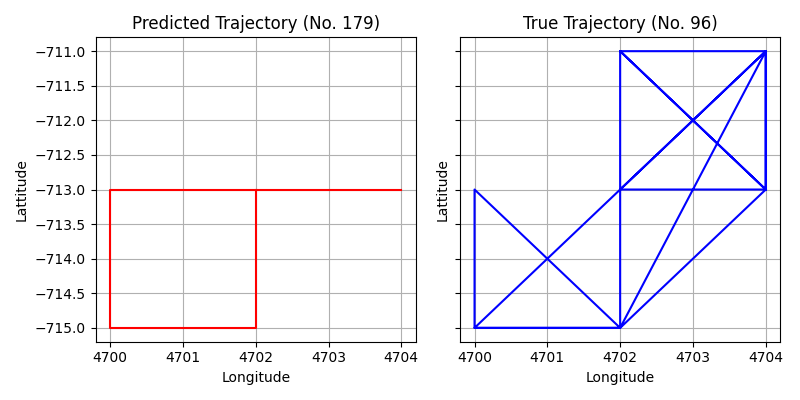 Predicted Trajectory (No. 179)
−711.0
−711.5
−712.0
−712.5
−713.0
−713.5
−714.0
−714.5
−715.0
Lattitude
4700 4701 4702 4703 4704
Longitude
True Trajectory (No. 96)
Lattitude
4700 4701 4702 4703 4704
Longitude